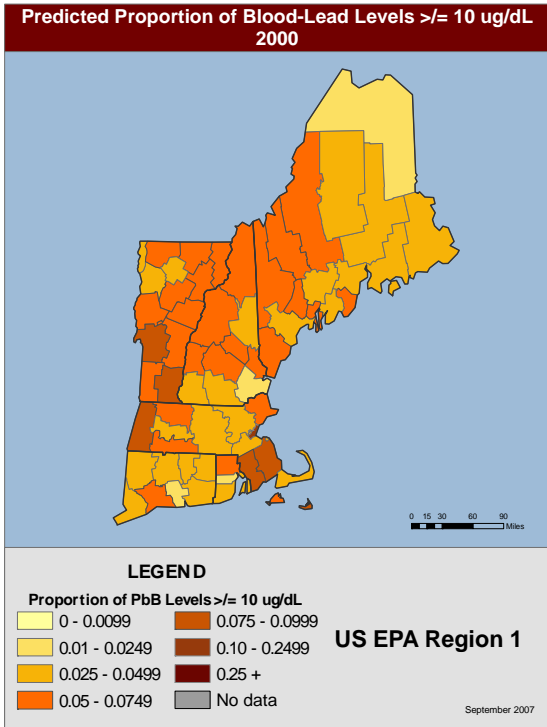 Predicted Proportion of Blood-Lead Levels >/= 10 ug/dL
2000
0 15 30 60 90
Miles
LEGEND
Proportion of PbB Levels >/= 10 ug/dL
0 - 0.0099
0.01 - 0.0249
0.025 - 0.0499
0.05 - 0.0749
0.075 - 0.0999
0.10 - 0.2499
0.25 +
No data
US EPA Region 1
September 2007